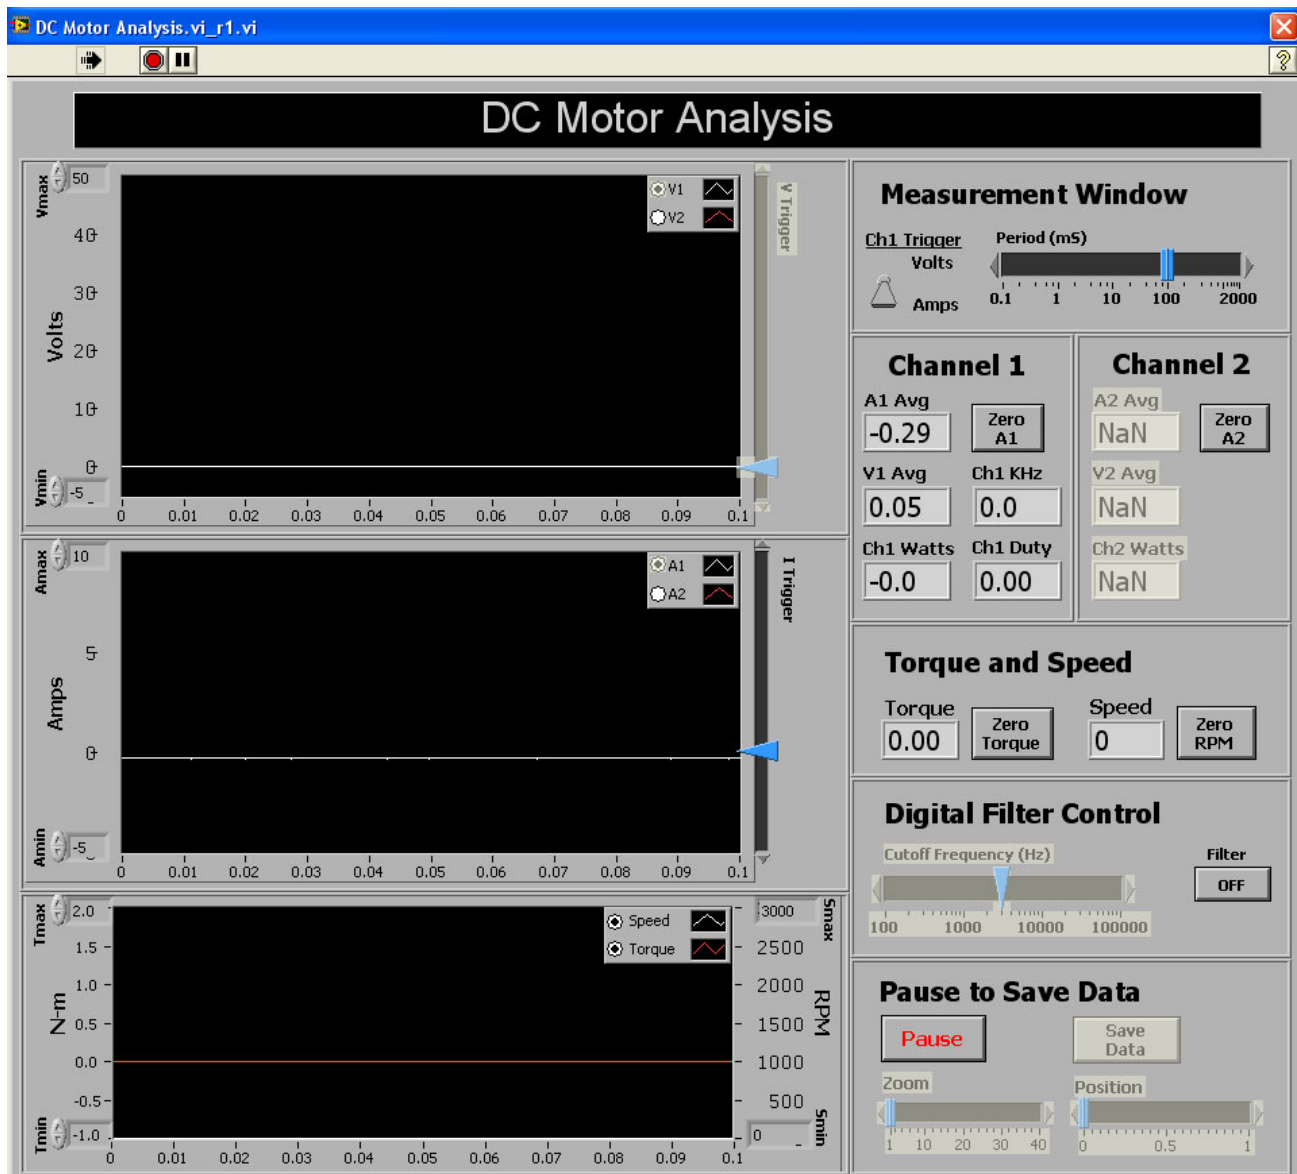 DC Motor Analysis.vi_r1.vi
DC Motor Analysis
Vmax
50
40
30
20
10
0
-5
Vmin
Volts
V1
V2
V Trigger
0 0.01 0.02 0.03 0.04 0.05 0.06 0.07 0.08 0.09 0.1
Amax
10
5
0
-5
Amin
Amps
A1
A2
I Trigger
0 0.01 0.02 0.03 0.04 0.05 0.06 0.07 0.08 0.09 0.1
Tmax
2.0
1.5
1.0
0.5
0.0
-0.5
-1.0
Tmin
N-m
Speed
Torque
3000
2500
2000
1500
1000
500
0
Smax
RPM
Smin
0 0.01 0.02 0.03 0.04 0.05 0.06 0.07 0.08 0.09 0.1
Measurement Window
Ch1 Trigger
Volts
Amps
Period (mS)
0.1 1 10 100 2000
Channel 1
A1 Avg
-0.29
Zero
A1
V1 Avg Ch1 KHz
0.05 0.0
Ch1 Watts Ch1 Duty
-0.0 0.00
Channel 2
A2 Avg
NaN
Zero
A2
V2 Avg
NaN
Ch2 Watts
NaN
Torque and Speed
Torque
0.00
Zero
Torque
Speed
0
Zero
RPM
Digital Filter Control
Cutoff Frequency (Hz)
100 1000 10000 100000
Filter
OFF
Pause to Save Data
Pause
Save
Data
Zoom
1 10 20 30 40
Position
0 0.5 1